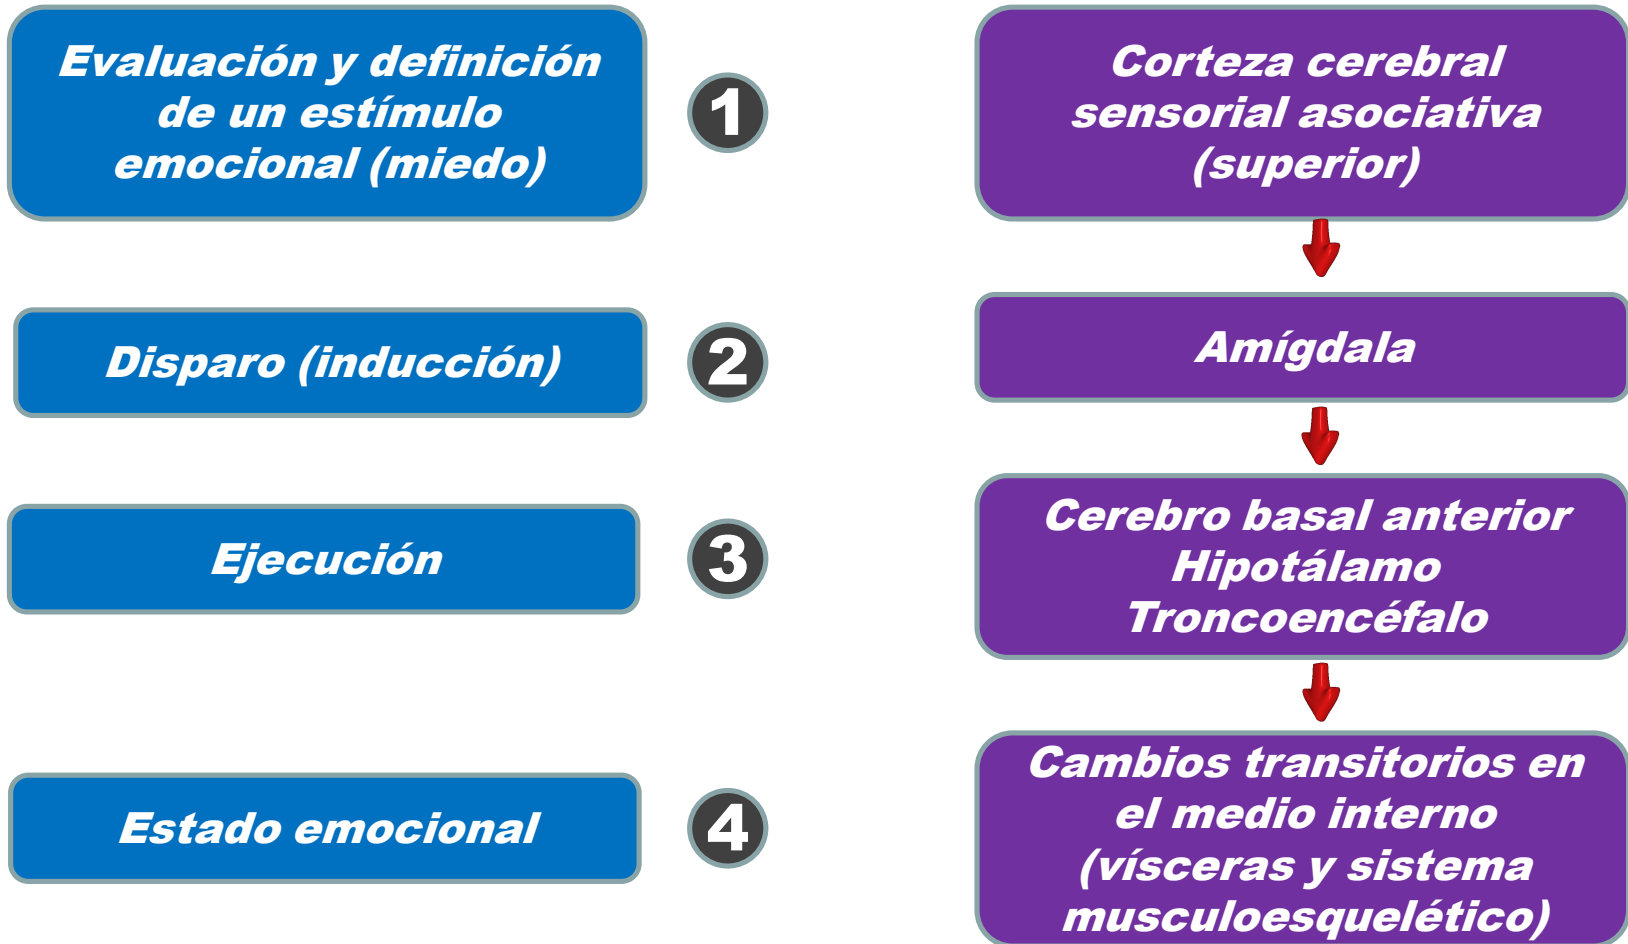 Evaluación y definición
de un estímulo
emocional (miedo)
1
Corteza cerebral
sensorial asociativa
(superior)
Disparo (inducción)
2
Amígdala
Ejecución
3
Cerebro basal anterior
Hipotálamo
Troncoencéfalo
Estado emocional
4
Cambios transitorios en
el medio interno
(vísceras y sistema
musculoesquelético)